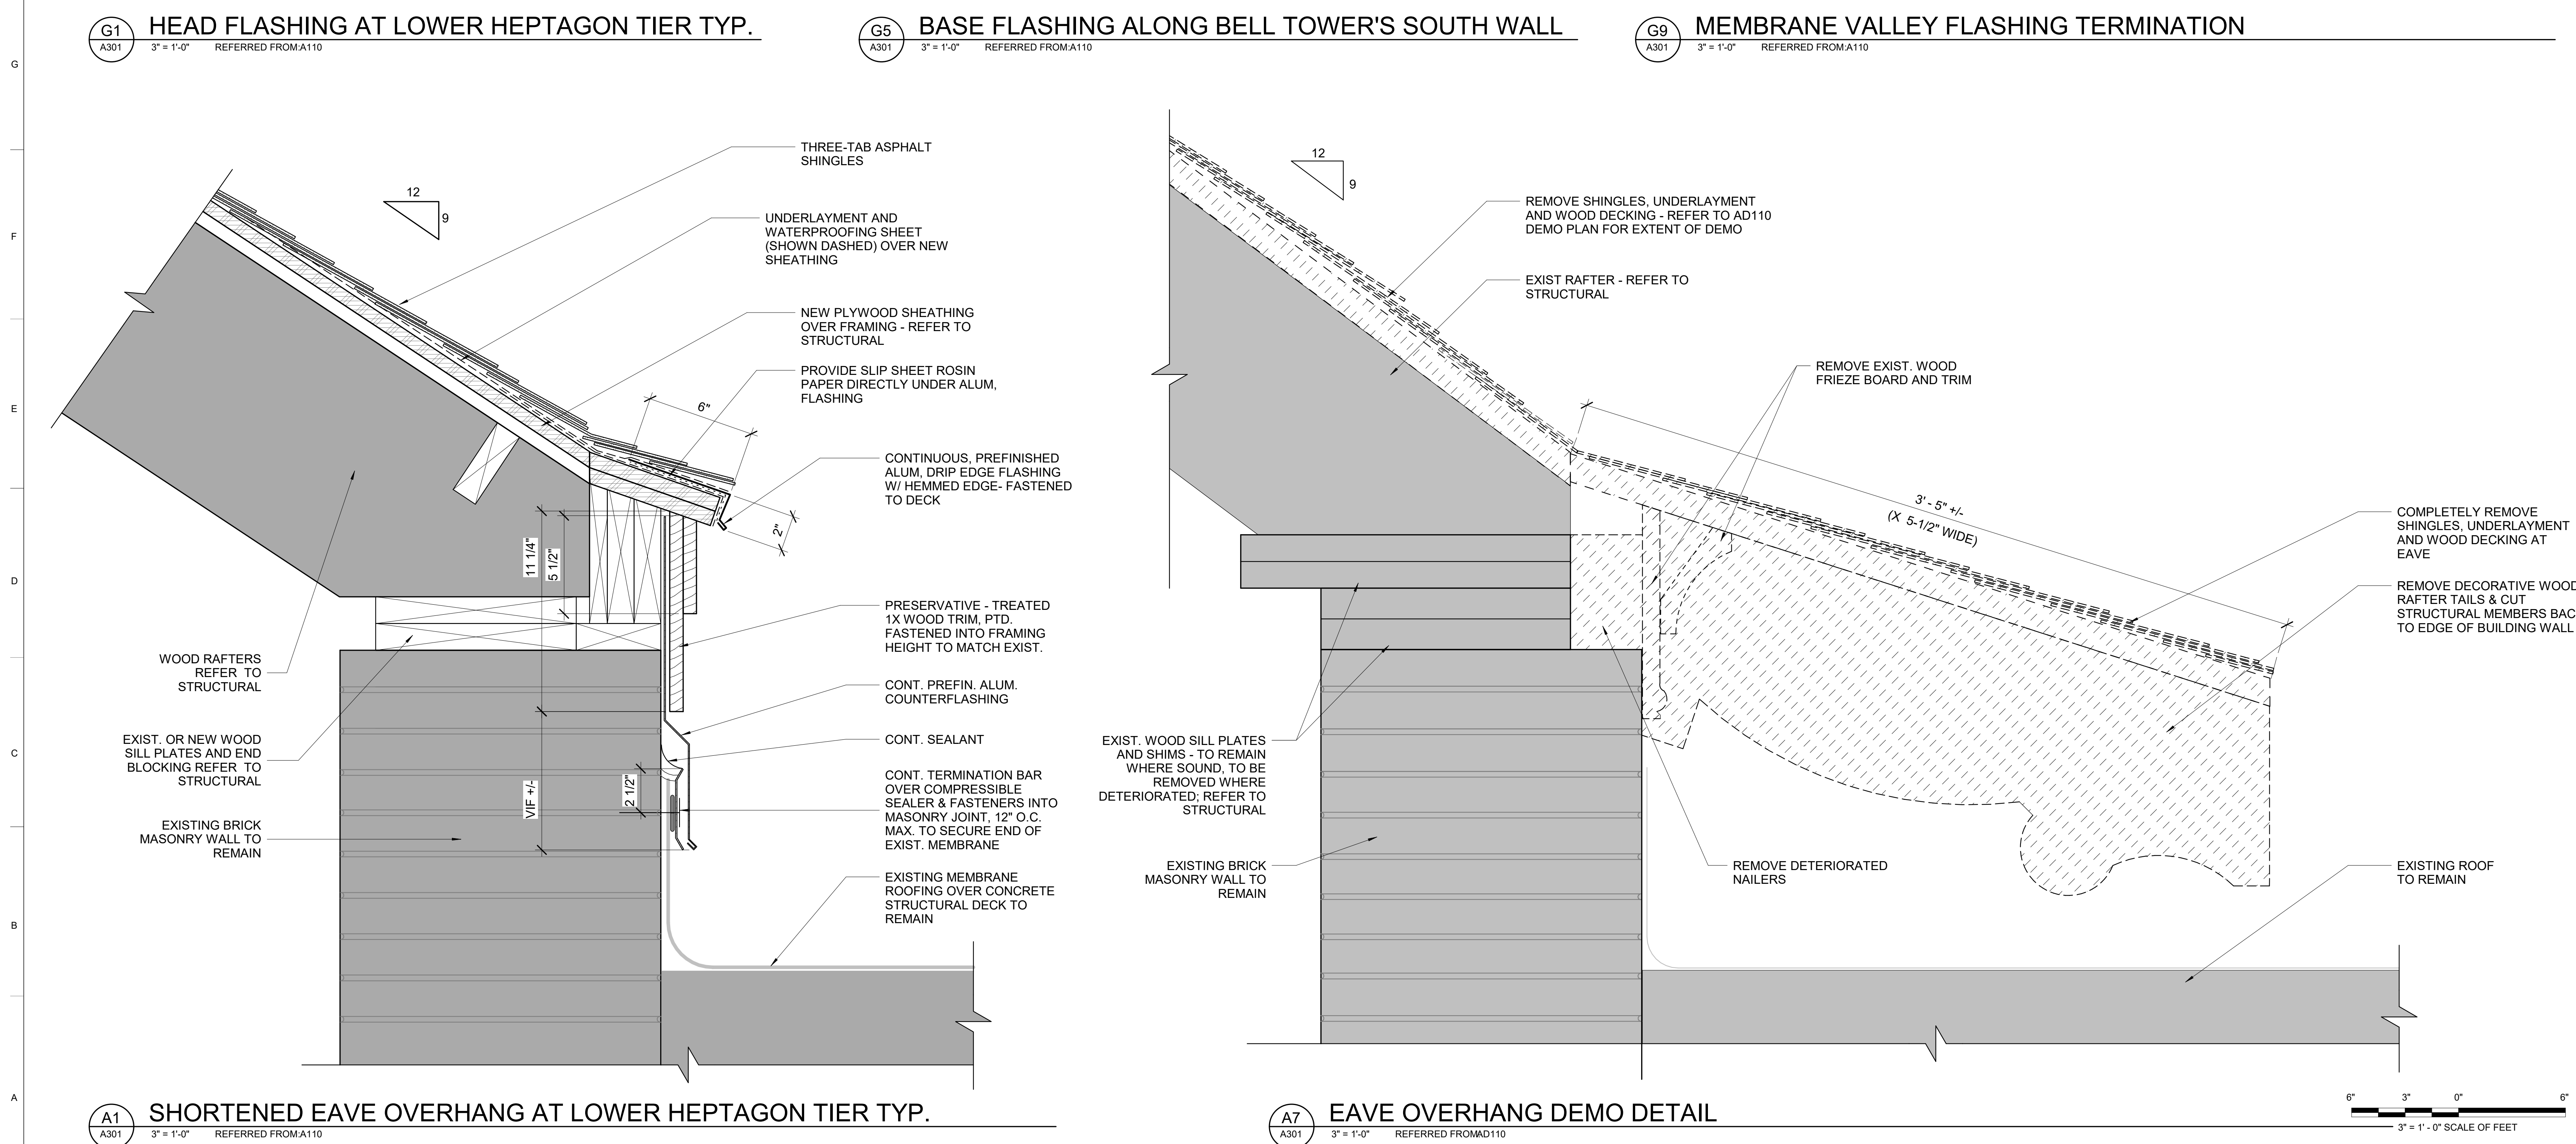 G1
A301
HEAD FLASHING AT LOWER HEPTAGON TIER TYP.
3" = 1'-0" REFERRED FROM:A110
G5
A301
BASE FLASHING ALONG BELL TOWER'S SOUTH WALL
3" = 1'-0" REFERRED FROM:A110
G9
A301
MEMBRANE VALLEY FLASHING TERMINATION
3" = 1'-0" REFERRED FROM:A110
G
F
E
D
C
B
A
12
9
THREE-TAB ASPHALT
SHINGLES
UNDERLAYMENT AND
WATERPROOFING SHEET
(SHOWN DASHED) OVER NEW
SHEATHING
NEW PLYWOOD SHEATHING
OVER FRAMING - REFER TO
STRUCTURAL
PROVIDE SLIP SHEET ROSIN
PAPER DIRECTLY UNDER ALUM,
FLASHING
6"
CONTINUOUS, PREFINISHED
ALUM, DRIP EDGE FLASHING
W/ HEMMED EDGE- FASTENED
TO DECK
2"
11 1/4"
5 1/2"
PRESERVATIVE - TREATED
1X WOOD TRIM, PTD.
FASTENED INTO FRAMING
HEIGHT TO MATCH EXIST.
CONT. PREFIN. ALUM.
COUNTERFLASHING
CONT. SEALANT
CONT. TERMINATION BAR
OVER COMPRESSIBLE
SEALER & FASTENERS INTO
MASONRY JOINT, 12" O.C.
MAX. TO SECURE END OF
EXIST. MEMBRANE
2 1/2"
VIF +/-
EXISTING MEMBRANE
ROOFING OVER CONCRETE
STRUCTURAL DECK TO
REMAIN
WOOD RAFTERS
REFER TO
STRUCTURAL
EXIST. OR NEW WOOD
SILL PLATES AND END
BLOCKING REFER TO
STRUCTURAL
EXISTING BRICK
MASONRY WALL TO
REMAIN
A1
A301
SHORTENED EAVE OVERHANG AT LOWER HEPTAGON TIER TYP.
3" = 1'-0" REFERRED FROM:A110
12
9
REMOVE SHINGLES, UNDERLAYMENT
AND WOOD DECKING - REFER TO AD110
DEMO PLAN FOR EXTENT OF DEMO
EXIST RAFTER - REFER TO
STRUCTURAL
REMOVE EXIST. WOOD
FRIEZE BOARD AND TRIM
3' - 5" +/-
(X 5-1/2" WIDE)
COMPLETELY REMOVE
SHINGLES, UNDERLAYMENT
AND WOOD DECKING AT
EAVE
REMOVE DECORATIVE WOOD
RAFTER TAILS & CUT
STRUCTURAL MEMBERS BAC
TO EDGE OF BUILDING WALL
EXIST. WOOD SILL PLATES
AND SHIMS - TO REMAIN
WHERE SOUND, TO BE
REMOVED WHERE
DETERIORATED; REFER TO
STRUCTURAL
EXISTING BRICK
MASONRY WALL TO
REMAIN
REMOVE DETERIORATED
NAILERS
EXISTING ROOF
TO REMAIN
A7
A301
EAVE OVERHANG DEMO DETAIL
3" = 1'-0" REFERRED FROMAD110
6" 3" 0" 6"
3" = 1' - 0" SCALE OF FEET